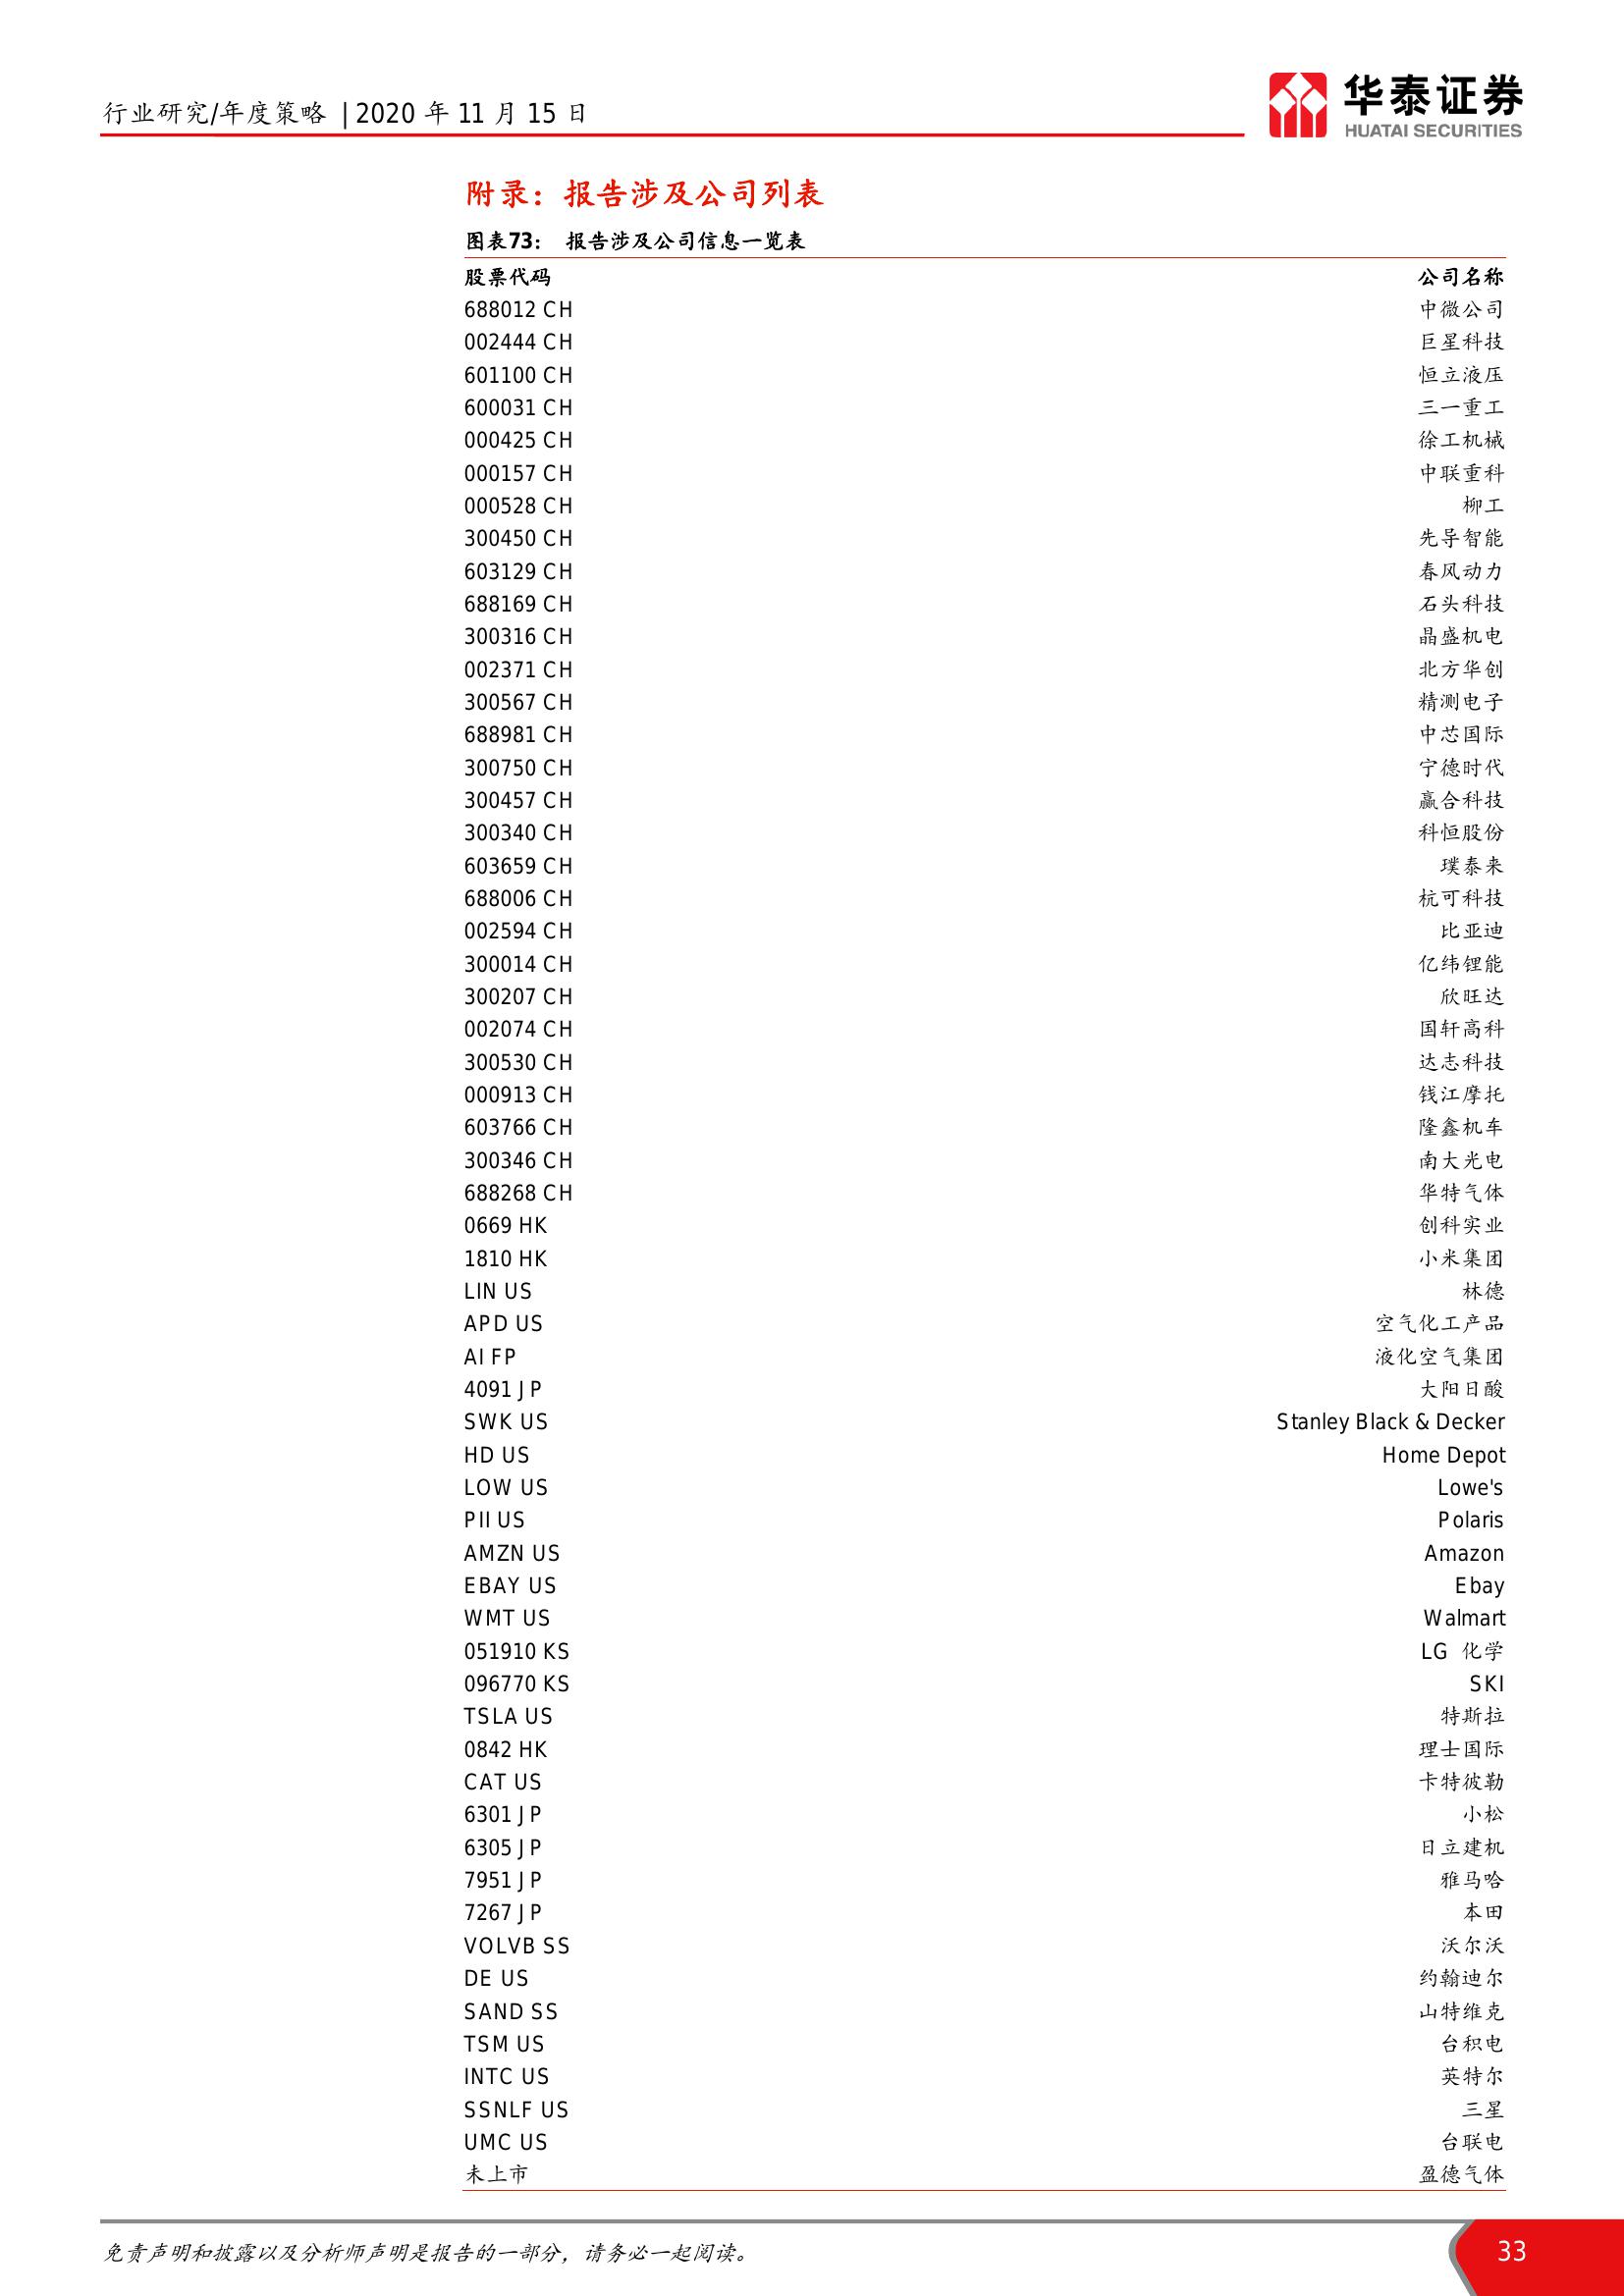 行业研究/年度策略 | 2020 年 11 月 15 日
华泰证券
HUATAI SECURITIES
附录：报告涉及公司列表
图表73： 报告涉及公司信息一览表
股票代码 公司名称
688012 CH 中微公司
002444 CH 巨星科技
601100 CH 恒立液压
600031 CH 三一重工
000425 CH 徐工机械
000157 CH 中联重科
000528 CH 柳工
300450 CH 先导智能
603129 CH 春风动力
688169 CH 石头科技
300316 CH 晶盛机电
002371 CH 北方华创
300567 CH 精测电子
688981 CH 中芯国际
300750 CH 宁德时代
300457 CH 赢合科技
300340 CH 科恒股份
603659 CH 璞泰来
688006 CH 杭可科技
002594 CH 比亚迪
300014 CH 亿纬锂能
300207 CH 欣旺达
002074 CH 国轩高科
300530 CH 达志科技
000913 CH 钱江摩托
603766 CH 隆鑫机车
300346 CH 南大光电
688268 CH 华特气体
0669 HK 创科实业
1810 HK 小米集团
LIN US 林德
APD US 空气化工产品
AI FP 液化空气集团
4091 JP 大阳日酸
SWK US Stanley Black & Decker
HD US Home Depot
LOW US Lowe's
PII US Polaris
AMZN US Amazon
EBAY US Ebay
WMT US Walmart
051910 KS LG 化学
096770 KS SKI
TSLA US 特斯拉
0842 HK 理士国际
CAT US 卡特彼勒
6301 JP 小松
6305 JP 日立建机
7951 JP 雅马哈
7267 JP 本田
VOLVB SS 沃尔沃
DE US 约翰迪尔
SAND SS 山特维克
TSM US 台积电
INTC US 英特尔
SSNLF US 三星
UMC US 台联电
未上市 盈德气体
免责声明和披露以及分析师声明是报告的一部分，请务必一起阅读。
33